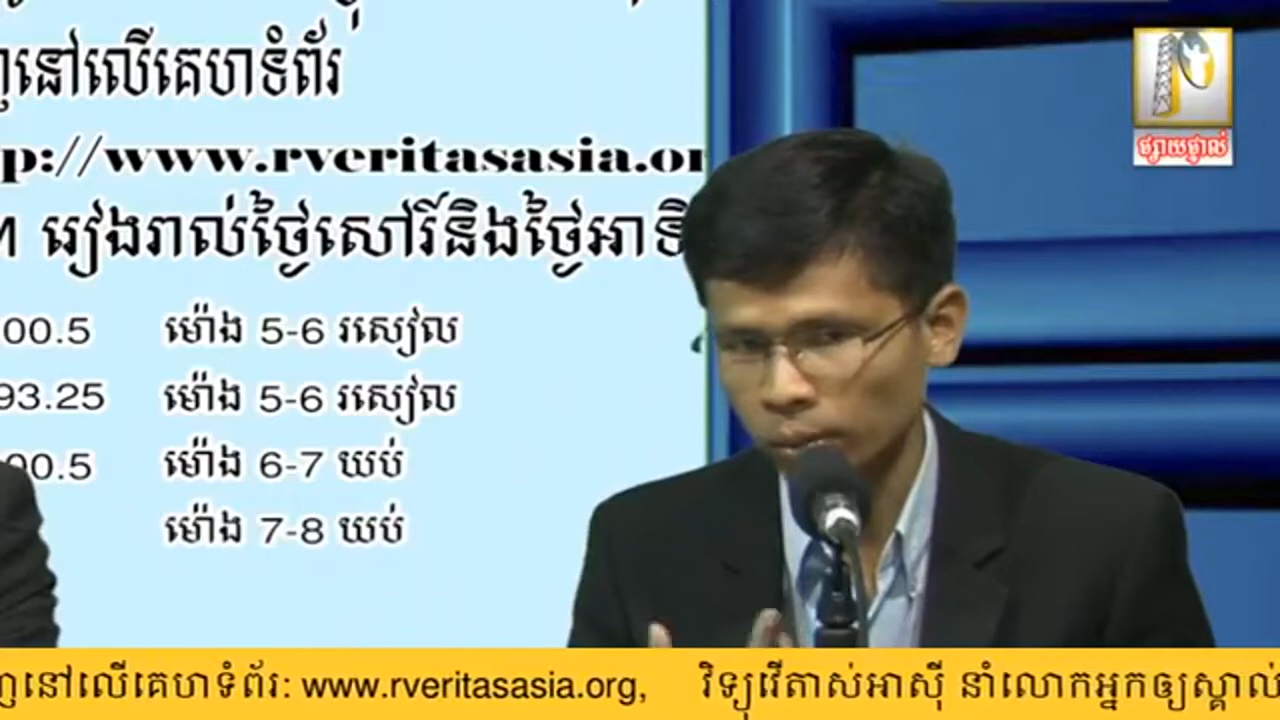 ញនៅលើគេហទំព័រ
p://www.rveritasasia.or
M រៀងរាល់ថ្ងៃសៅរ៍និងថ្ងៃអាទិ
00.5 ម៉ោង 5-6 រសៀល
93.25 ម៉ោង 5-6 រសៀល
00.5 ម៉ោង 6-7 យប់
ម៉ោង 7-8 យប់
ផ្សាយផ្ទាល់
ញនៅលើគេហទំព័រ: www.rveritasasia.org, វិទ្យុវើតាស់អាស៊ី នាំលោកអ្នកឲ្យស្គាល់